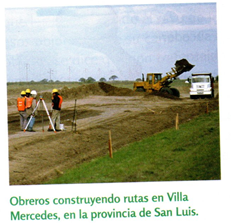 Obreros construyendo rutas en Villa
Mercedes, en la provincia de San Luis.